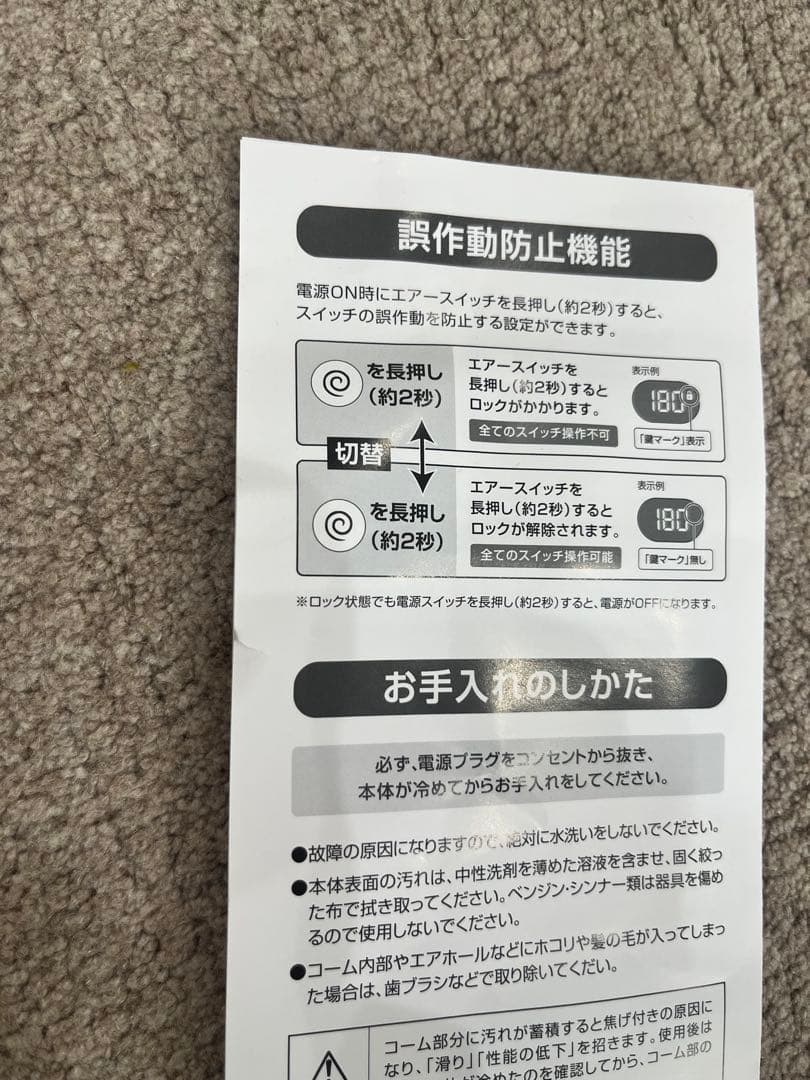 誤作動防止機能
電源ON時にエアースイッチを長押し(約2秒)すると、
スイッチの誤作動を防止する設定ができます。
を長押し
(約2秒)
エアースイッチを
長押し(約2秒)すると
ロックがかかります。
全てのスイッチ操作不可
表示例
180
「鍵マーク」表示
切替
を長押し
(約2秒)
エアースイッチを
長押し(約2秒)すると
ロックが解除されます。
全てのスイッチ操作可能
表示例
180
「鍵マーク」無し
※ロック状態でも電源スイッチを長押し(約2秒)すると、電源がOFFになります。
お手入れのしかた
必ず、電源プラグをコンセントから抜き、
本体が冷めてからお手入れをしてください。
●故障の原因になりますので、絶対に水洗いをしないでください。
●本体表面の汚れは、中性洗剤を薄めた溶液を含ませ、固く絞っ
た布で拭き取ってください。ベンジン・シンナー類は器具を傷め
るので使用しないでください。
●コーム内部やエアホールなどにホコリや髪の毛が入ってしまっ
た場合は、歯ブラシなどで取り除いてくだい。
コーム部分に汚れが蓄積すると焦げ付きの原因に
なり、「滑り」「性能の低下」を招きます。使用後は
が冷めたのを確認してから、コーム部の